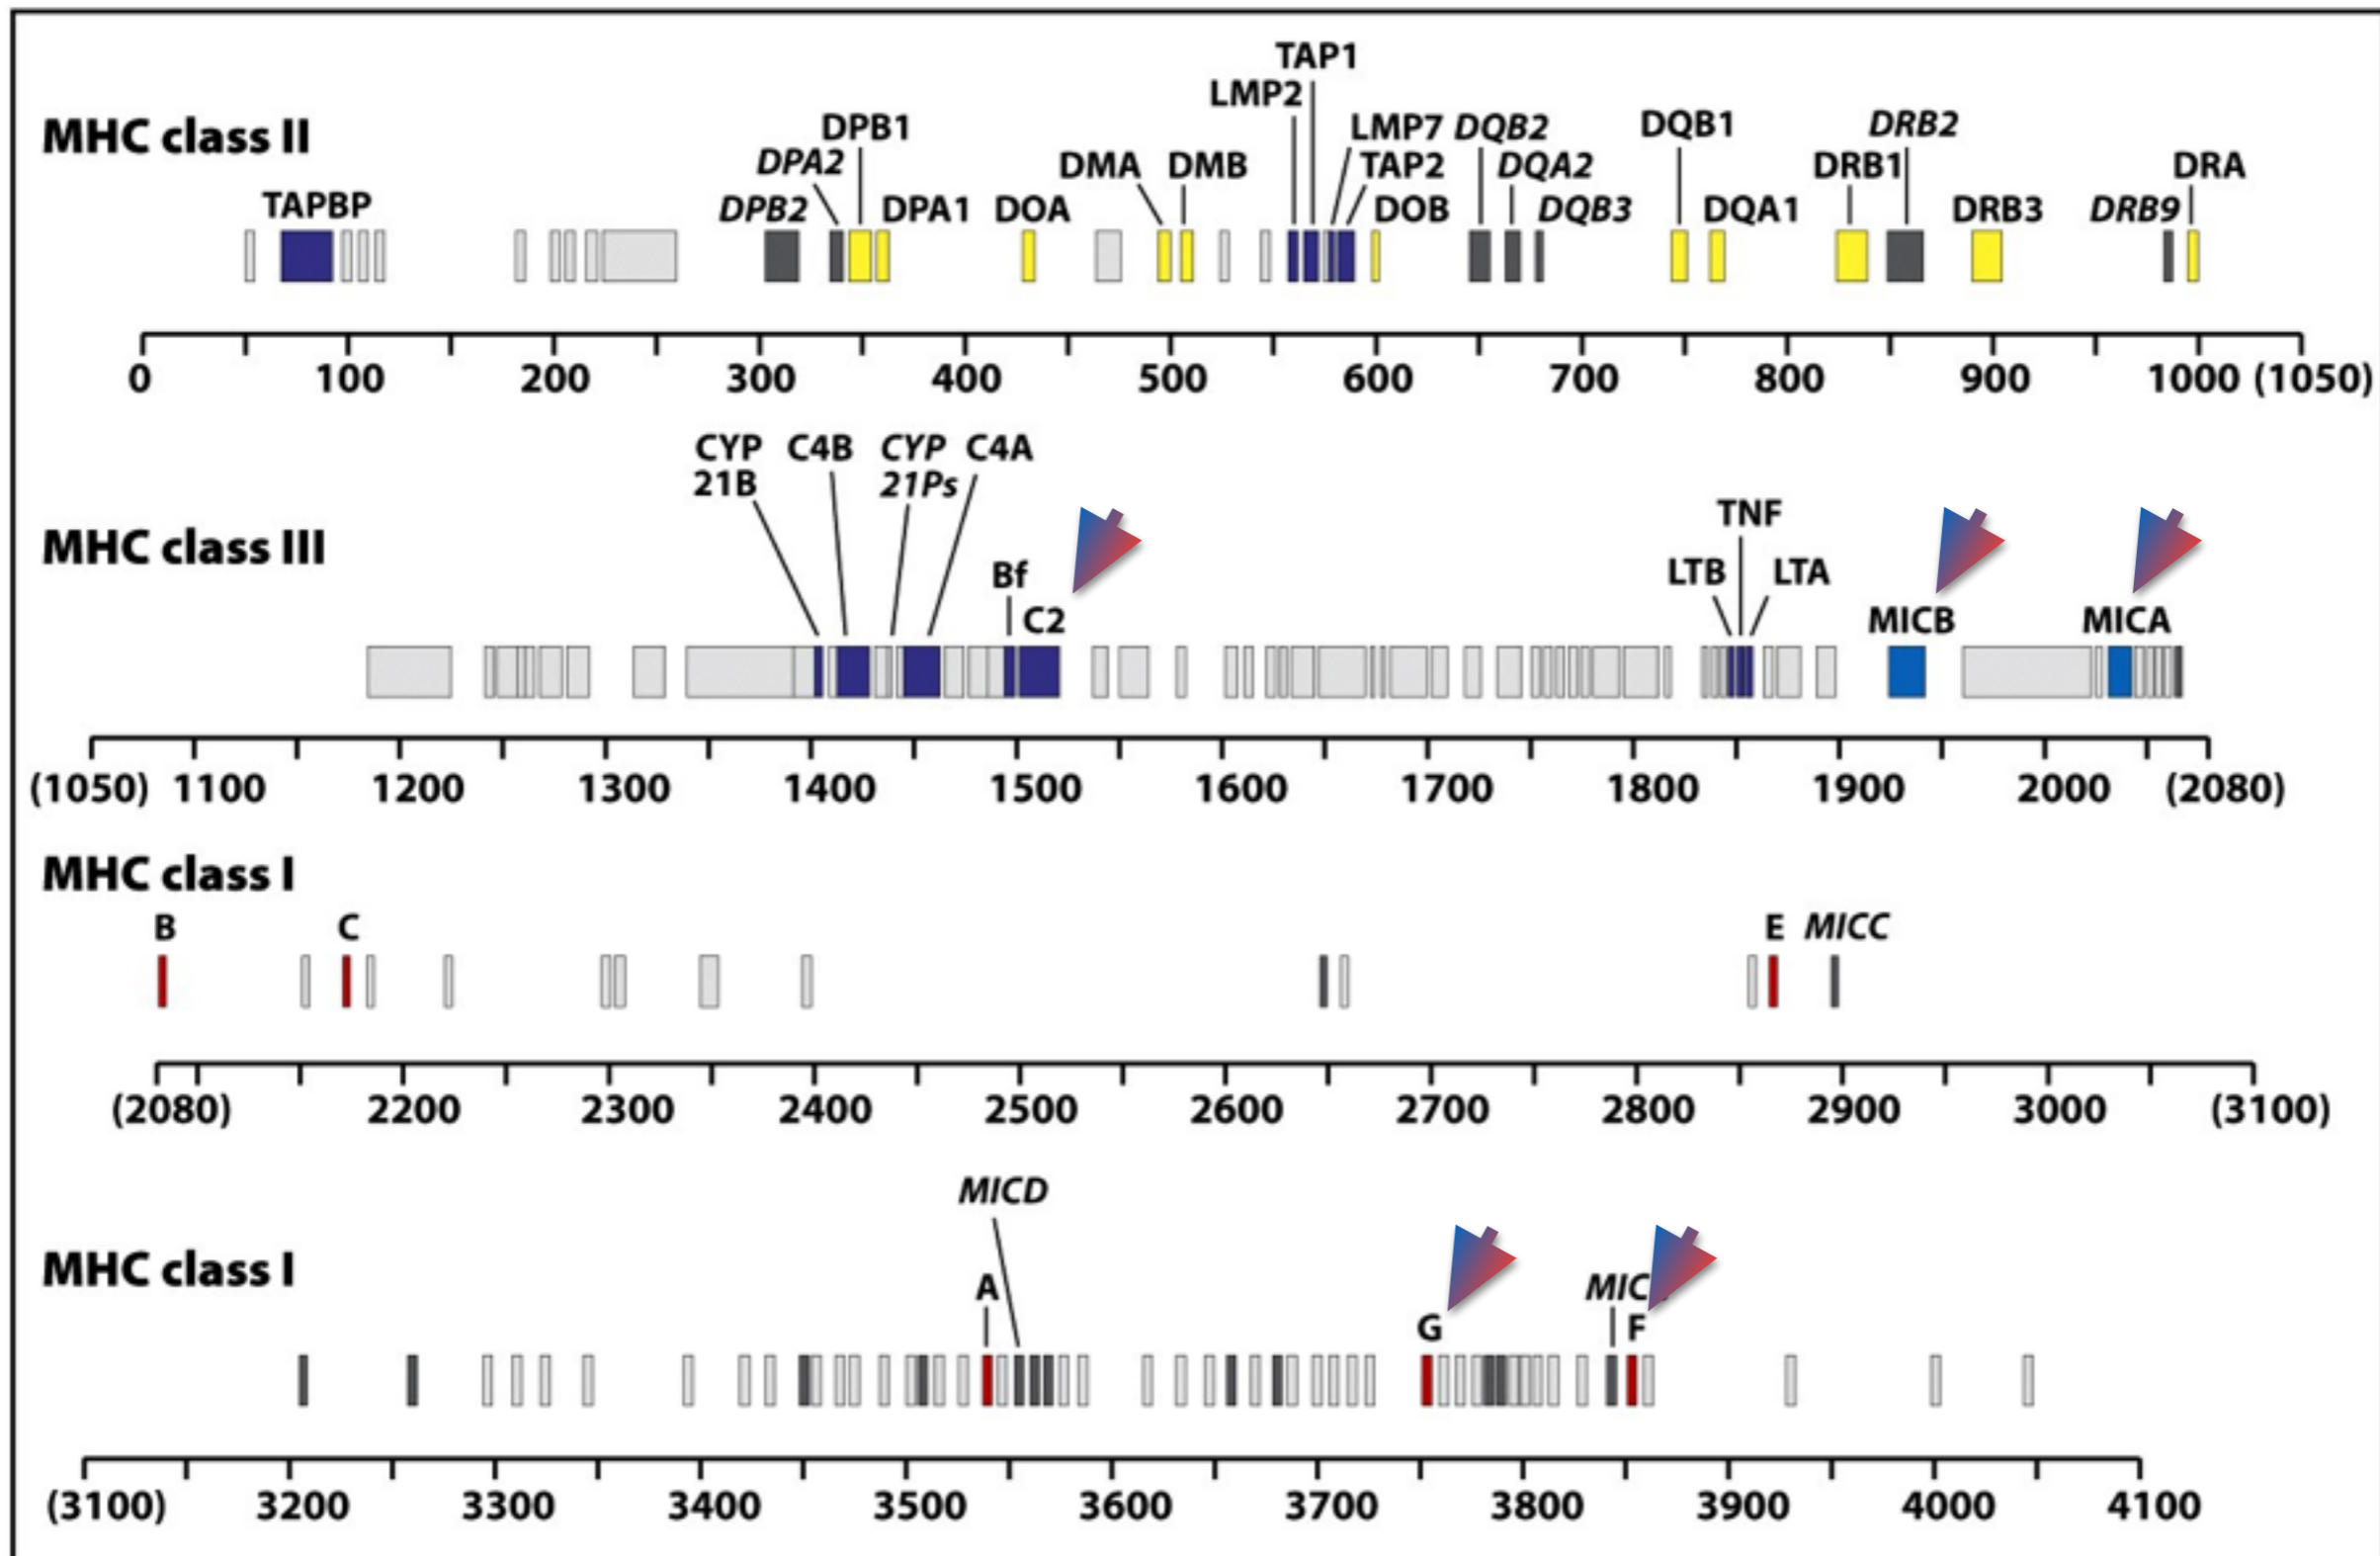 TAP1
LMP2
MHC class II
DPB1
LMP7 DQB2
DQB1
DRB2
DPA2
DMA
DMB
TAP2
DQA2
DRB1
DRA
TAPBP
DPB2
DPA1
DOA
DOB
DQB3
DQA1
DRB3
DRB9
0 100 200 300 400 500 600 700 800 900 1000 (1050)
CYP 21B
C4B
CYP 21Ps
C4A
MHC class III
TNF
Bf
LTB
LTA
C2
MICB
MICA
(1050) 1100 1200 1300 1400 1500 1600 1700 1800 1900 2000 (2080)
MHC class I
B
C
E
MICC
(2080) 2200 2300 2400 2500 2600 2700 2800 2900 3000 (3100)
MICD
MHC class I
A
G
F
(3100) 3200 3300 3400 3500 3600 3700 3800 3900 4000 4100